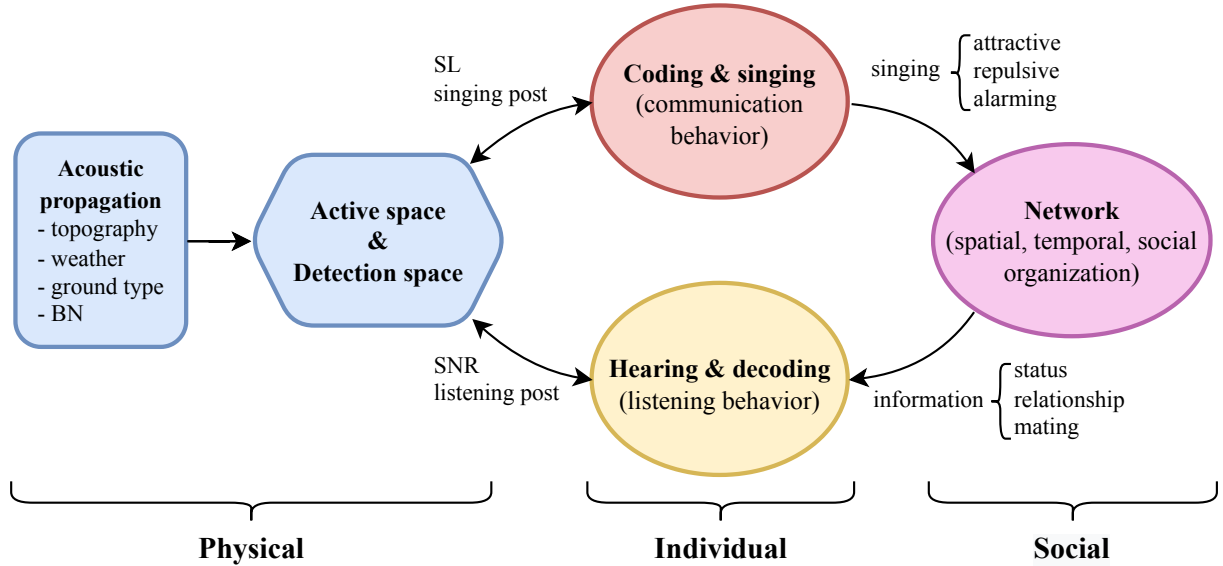 Acoustic
propagation
- topography
- weather
- ground type
- BN
Active space
&
Detection space
SL
singing post
SNR
listening post
Coding & singing
(communication
behavior)
Hearing & decoding
(listening behavior)
singing
attractive
repulsive
alarming
Network
(spatial, temporal, social
organization)
information
status
relationship
mating
Physical
Individual
Social